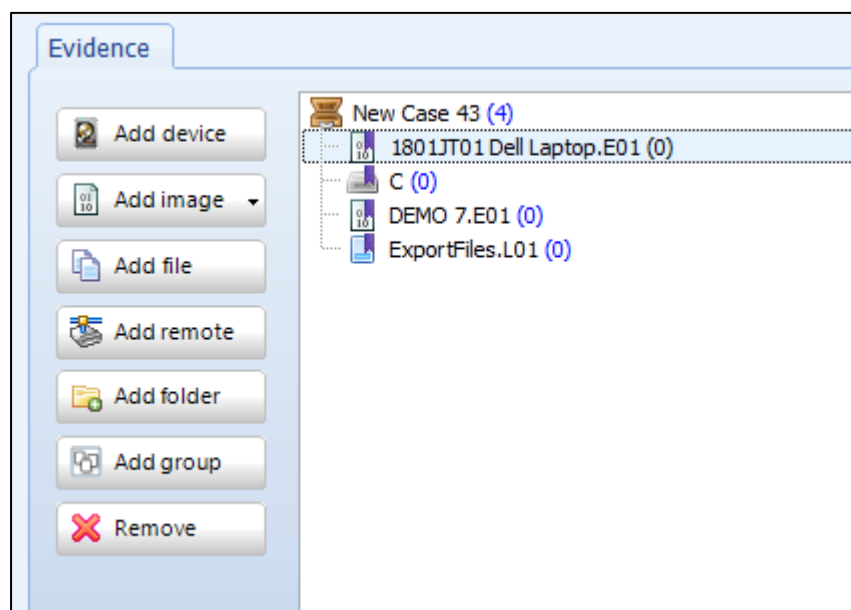 Evidence
Add device
Add image
Add file
Add remote
Add folder
Add group
Remove
New Case 43 (4)
1801JT01 Dell Laptop.E01 (0)
C (0)
DEMO 7.E01 (0)
ExportFiles.L01 (0)